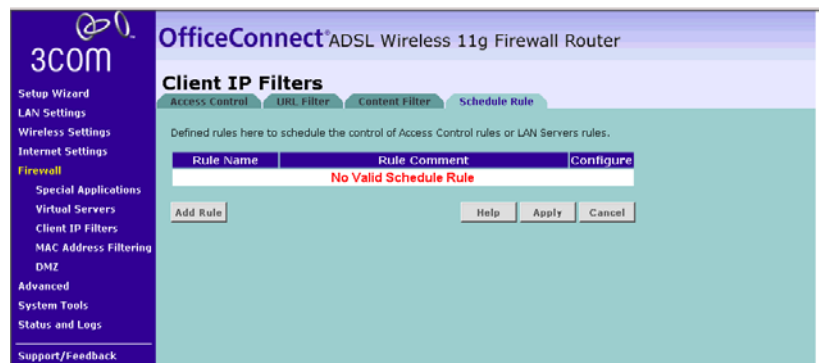 3com
OfficeConnect® ADSL Wireless 11g Firewall Router
Setup Wizard
LAN Settings
Wireless Settings
Internet Settings
Firewall
Special Applications
Virtual Servers
Client IP Filters
MAC Address Filtering
DMZ
Advanced
System Tools
Status and Logs
Support/Feedback
Client IP Filters
Access Control URL Filter Content Filter Schedule Rule
Defined rules here to schedule the control of Access Control rules or LAN Servers rules.
Rule Name Rule Comment Configure
No Valid Schedule Rule
Add Rule Help Apply Cancel